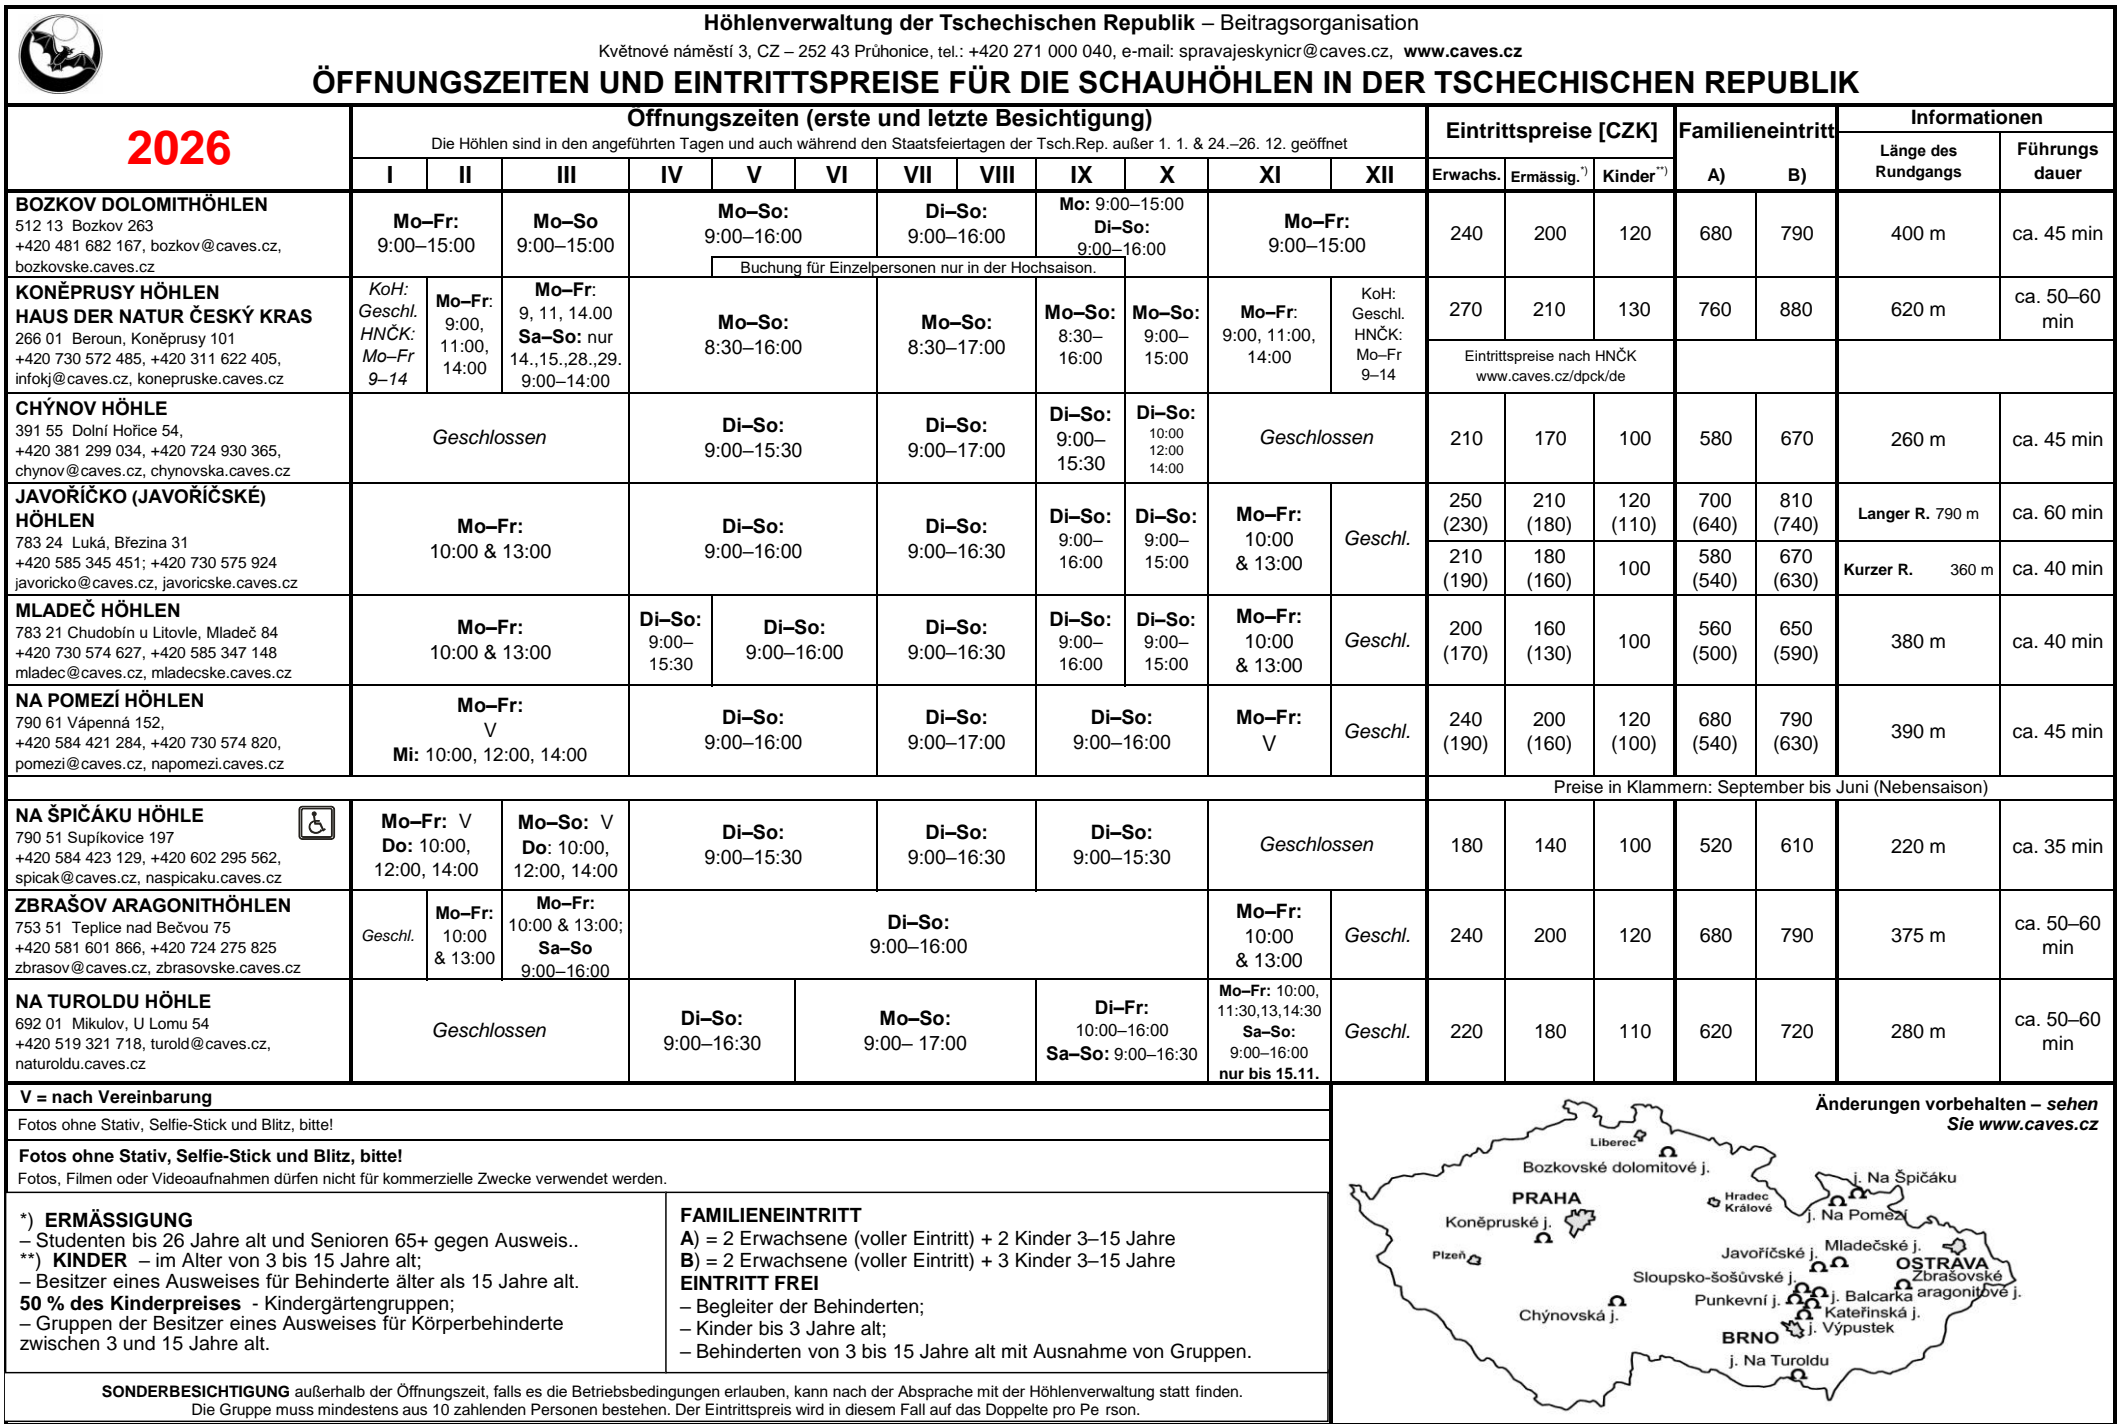 Höhlenverwaltung der Tschechischen Republik – Beitragsorganisation
Květnové náměstí 3, CZ – 252 43 Průhonice, tel.: +420 271 000 040, e-mail: spravajeskynicr@caves.cz, www.caves.cz
ÖFFNUNGSZEITEN UND EINTRITTSPREISE FÜR DIE SCHAUHÖHLEN IN DER TSCHECHISCHEN REPUBLIK
2026
Öffnungszeiten (erste und letzte Besichtigung)
Die Höhlen sind in den angeführten Tagen und auch während den Staatsfeiertagen der Tsch.Rep. außer 1. 1. & 24.–26. 12. geöffnet
Eintrittspreise [CZK]
Familieneintritt
Informationen
I II III IV V VI VII VIII IX X XI XII
Erwachs. Ermässig.*) Kinder**) A) B)
Länge des
Rundgangs
Führungs
dauer
BOZKOV DOLOMITHÖHLEN
512 13 Bozkov 263
+420 481 682 167, bozkov@caves.cz,
bozkovske.caves.cz
Mo–Fr:
9:00–15:00
Mo–So
9:00–15:00
Mo–So:
9:00–16:00
Di–So:
9:00–16:00
Mo: 9:00–15:00
Di–So:
9:00–16:00
Mo–Fr:
9:00–15:00
Buchung für Einzelpersonen nur in der Hochsaison.
240 200 120 680 790 400 m ca. 45 min
KONĚPRUSY HÖHLEN
HAUS DER NATUR ČESKÝ KRAS
266 01 Beroun, Koněprusy 101
+420 730 572 485, +420 311 622 405,
infokj@caves.cz, konepruske.caves.cz
KoH:
Geschl.
HNČK:
Mo–Fr
9–14
Mo–Fr:
9:00,
11:00,
14:00
Mo–Fr:
9, 11, 14.00
Sa–So: nur
14.,15.,28.,29.
9:00–14:00
Mo–So:
8:30–16:00
Mo–So:
8:30–17:00
Mo–So:
8:30–
16:00
Mo–So:
9:00–
15:00
Mo–Fr:
9:00, 11:00,
14:00
KoH:
Geschl.
HNČK:
Mo–Fr
9–14
270 210 130 760 880 620 m
ca. 50–60
min
Eintrittspreise nach HNČK
www.caves.cz/dpck/de
CHÝNOV HÖHLE
391 55 Dolní Hořice 54,
+420 381 299 034, +420 724 930 365,
chynov@caves.cz, chynovska.caves.cz
Geschlossen
Di–So:
9:00–15:30
Di–So:
9:00–17:00
Di–So:
9:00–
15:30
Di–So:
10:00
12:00
14:00
Geschlossen
210 170 100 580 670 260 m ca. 45 min
JAVOŘÍČKO (JAVOŘÍČSKÉ)
HÖHLEN
783 24 Luká, Březina 31
+420 585 345 451; +420 730 575 924
javoricko@caves.cz, javoricske.caves.cz
Mo–Fr:
10:00 & 13:00
Di–So:
9:00–16:00
Di–So:
9:00–16:30
Di–So:
9:00–
16:00
Di–So:
9:00–
15:00
Mo–Fr:
10:00
& 13:00
Geschl.
250 210 120 700 810
(230) (180) (110) (640) (740)
Langer R. 790 m ca. 60 min
210 180 100 580 670
(190) (160) (540) (630)
Kurzer R. 360 m ca. 40 min
MLADEČ HÖHLEN
783 21 Chudobín u Litovle, Mladeč 84
+420 730 574 627, +420 585 347 148
mladec@caves.cz, mladecske.caves.cz
Mo–Fr:
10:00 & 13:00
Di–So:
9:00–
15:30
Di–So:
9:00–16:00
Di–So:
9:00–16:30
Di–So:
9:00–
16:00
Di–So:
9:00–
15:00
Mo–Fr:
10:00
& 13:00
Geschl.
200 160 100 560 650
(170) (130) (500) (590)
380 m ca. 40 min
NA POMEZÍ HÖHLEN
790 61 Vápenná 152,
+420 584 421 284, +420 730 574 820,
pomezi@caves.cz, napomezi.caves.cz
Mo–Fr:
V
Mi: 10:00, 12:00, 14:00
Di–So:
9:00–16:00
Di–So:
9:00–17:00
Di–So:
9:00–16:00
Mo–Fr:
V
Geschl.
240 200 120 680 790
(190) (160) (100) (540) (630)
390 m ca. 45 min
Preise in Klammern: September bis Juni (Nebensaison)
NA ŠPIČÁKU HÖHLE
790 51 Supíkovice 197
+420 584 423 129, +420 602 295 562,
spicak@caves.cz, naspicaku.caves.cz
Mo–Fr: V
Do: 10:00,
12:00, 14:00
Mo–So: V
Do: 10:00,
12:00, 14:00
Di–So:
9:00–15:30
Di–So:
9:00–16:30
Di–So:
9:00–15:30
Geschlossen
180 140 100 520 610 220 m ca. 35 min
ZBRAŠOV ARAGONITHÖHLEN
753 51 Teplice nad Bečvou 75
+420 581 601 866, +420 724 275 825
zbrasov@caves.cz, zbrasovske.caves.cz
Geschl.
Mo–Fr:
10:00
& 13:00
Mo–Fr:
10:00 & 13:00;
Sa–So
9:00–16:00
Di–So:
9:00–16:00
Mo–Fr:
10:00
& 13:00
Geschl.
240 200 120 680 790 375 m
ca. 50–60
min
NA TUROLDU HÖHLE
692 01 Mikulov, U Lomu 54
+420 519 321 718, turold@caves.cz,
naturoldu.caves.cz
Geschlossen
Di–So:
9:00–16:30
Mo–So:
9:00– 17:00
Di–Fr:
10:00–16:00
Sa–So: 9:00–16:30
Mo–Fr: 10:00,
11:30,13,14:30
Sa–So:
9:00–16:00
nur bis 15.11.
Geschl.
220 180 110 620 720 280 m
ca. 50–60
min
V = nach Vereinbarung
Fotos ohne Stativ, Selfie-Stick und Blitz, bitte!
Fotos ohne Stativ, Selfie-Stick und Blitz, bitte!
Fotos, Filmen oder Videoaufnahmen dürfen nicht für kommerzielle Zwecke verwendet werden.
*) ERMÄSSIGUNG
– Studenten bis 26 Jahre alt und Senioren 65+ gegen Ausweis..
**) KINDER – im Alter von 3 bis 15 Jahre alt;
– Besitzer eines Ausweises für Behinderte älter als 15 Jahre alt.
50 % des Kinderpreises - Kindergärtengruppen;
– Gruppen der Besitzer eines Ausweises für Körperbehinderte
zwischen 3 und 15 Jahre alt.
FAMILIENEINTRITT
A) = 2 Erwachsene (voller Eintritt) + 2 Kinder 3–15 Jahre
B) = 2 Erwachsene (voller Eintritt) + 3 Kinder 3–15 Jahre
EINTRITT FREI
– Begleiter der Behinderten;
– Kinder bis 3 Jahre alt;
– Behinderten von 3 bis 15 Jahre alt mit Ausnahme von Gruppen.
SONDERBESICHTIGUNG außerhalb der Öffnungszeit, falls es die Betriebsbedingungen erlauben, kann nach der Absprache mit der Höhlenverwaltung statt finden.
Die Gruppe muss mindestens aus 10 zahlenden Personen bestehen. Der Eintrittspreis wird in diesem Fall auf das Doppelte pro Pe rson.
Änderungen vorbehalten – sehen
Sie www.caves.cz
Liberec
Bozkovské dolomitové j.
j. Na Špičáku
PRAHA
Hradec
Králové
j. Na Pomezí
Koněpruské j.
Plzeň
Javoříčské j.
Mladečské j.
OSTRAVA
Sloupsko-šošůvské j.
Zbrašovské
aragonitové j.
Punkevní j.
j. Balcarka
Chýnovská j.
Kateřinská j.
BRNO
j. Výpustek
j. Na Turoldu